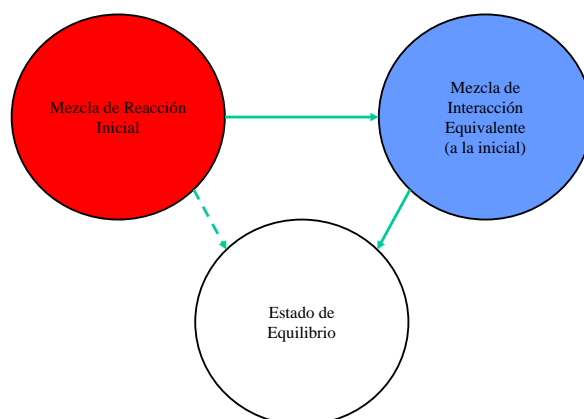 Mezcla de Reacción
Inicial
Mezcla de
Interacción
Equivalente
(a la inicial)
Estado de
Equilibrio